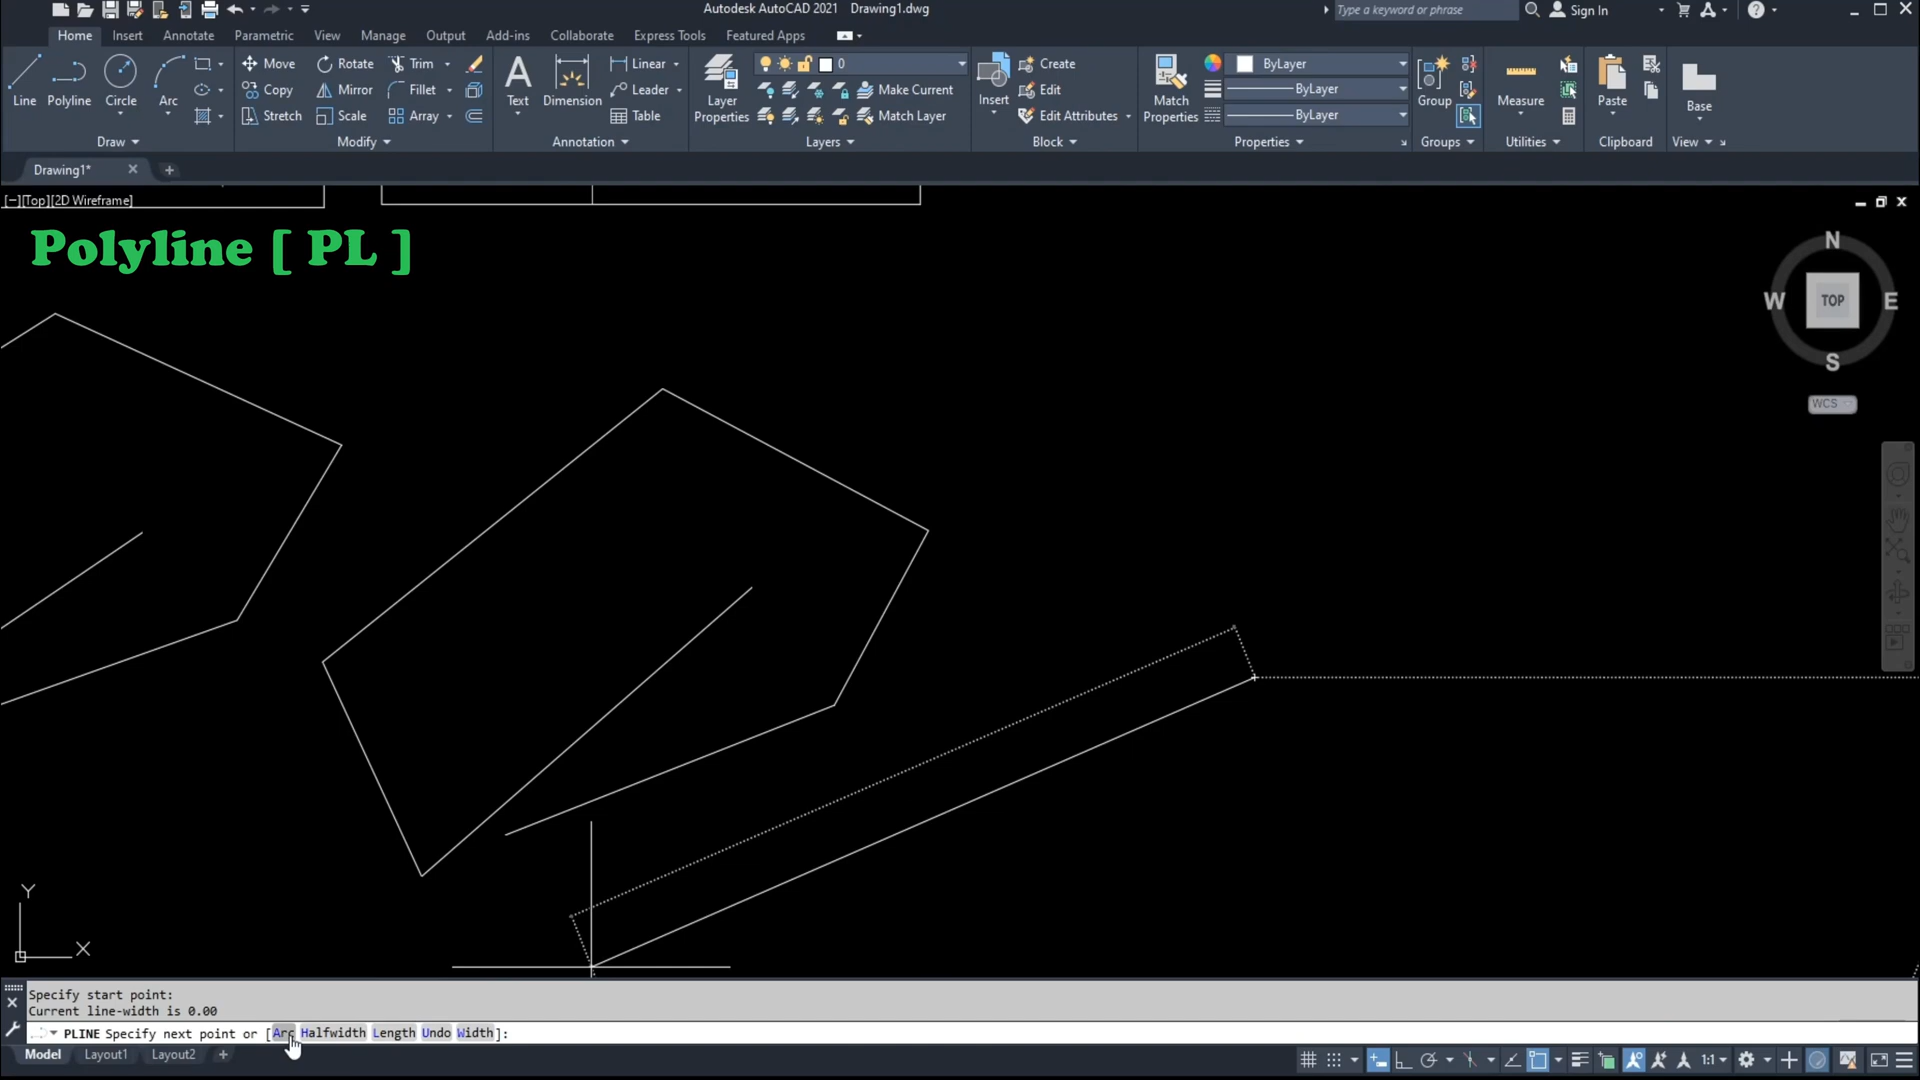 Autodesk AutoCAD 2021 Drawing1.dwg
Type a keyword or phrase
Sign In
Home Insert Annotate Parametric View Manage Output Add-ins Collaborate Express Tools Featured Apps
Line Polyline Circle Arc
Move Rotate Trim
Copy Mirror Fillet
Stretch Scale Array
Text Dimension
Linear
Leader
Table
Layer Properties
0
Make Current
Match Layer
Insert
Create
Edit
Edit Attributes
Match Properties
ByLayer
ByLayer
ByLayer
Group Measure Paste Base
Draw Modify Annotation Layers Block Properties Groups Utilities Clipboard View
Drawing1*
[−][Top][2D Wireframe]
Polyline [ PL ]
N
W TOP E
S
WCS
Y
X
Specify start point:
Current line-width is 0.00
PLINE Specify next point or [Arc Halfwidth Length Undo Width]:
Model Layout1 Layout2 +
1:1